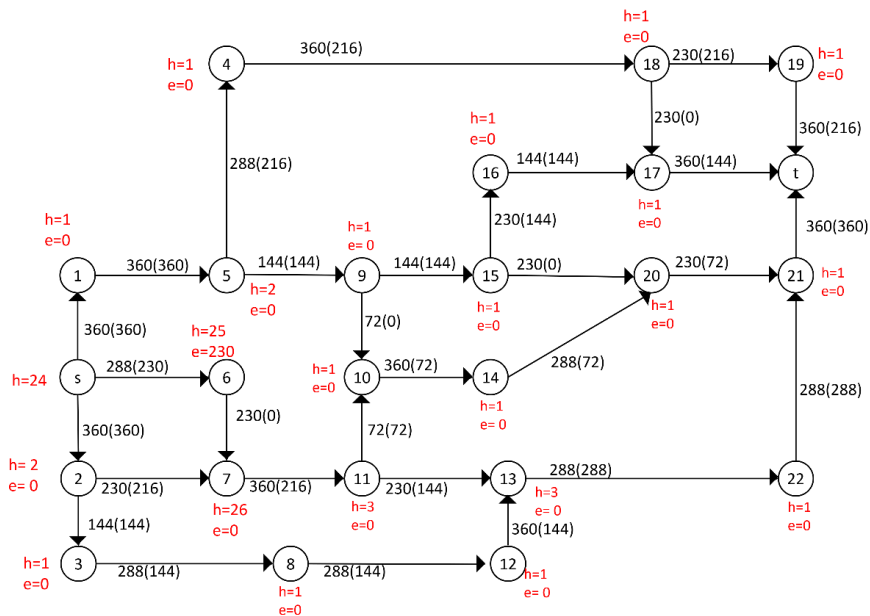 h=1
e=0
h=1
e=0
4
360(216)
18
230(216)
19
h=1
e=0
230(0)
360(216)
h=1
e=0
288(216)
16
144(144)
17
360(144)
t
h=1
e=0
230(144)
360(360)
h=1
e=0
h=1
e= 0
1
360(360)
5
144(144)
9
144(144)
15
230(0)
20
230(72)
21
h=1
e=0
h=2
e=0
h=1
e=0
h=1
e=0
360(360)
72(0)
h=25
e=230
h=24
s
288(230)
6
h=1
e=0
10
360(72)
14
288(72)
288(288)
h=1
e= 0
360(360)
230(0)
72(72)
h= 2
e= 0
2
230(216)
7
360(216)
11
230(144)
13
288(288)
22
h=26
e=0
h=3
e=0
h=3
e= 0
h=1
e=0
144(144)
360(144)
h=1
e=0
3
288(144)
8
288(144)
12
h=1
e= 0
h=1
e=0